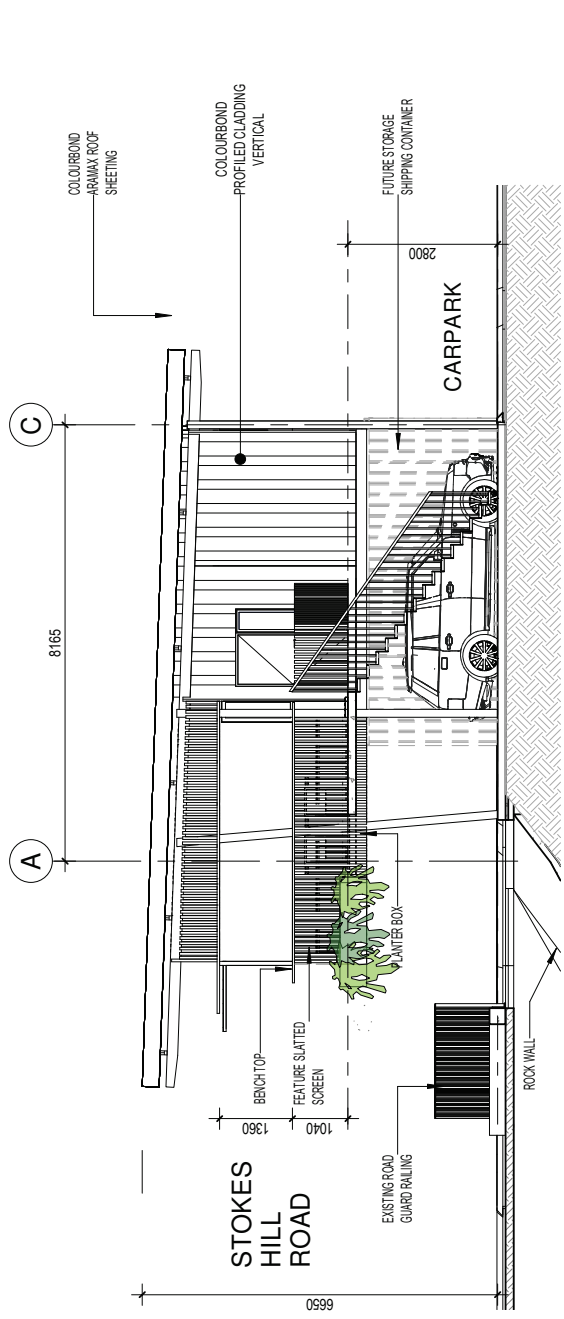 COLOURBOND
ARAMAX ROOF
SHEETING
COLOURBOND
PROFILED CLADDING
VERTICAL
FUTURE STORAGE
SHIPPING CONTAINER
C
A
8165
2800
CARPARK
BENCH TOP
FEATURE SLATTED
SCREEN
PLANTER BOX
1360
1040
STOKES
HILL
ROAD
EXISTING ROAD
GUARD RAILING
ROCK WALL
6650